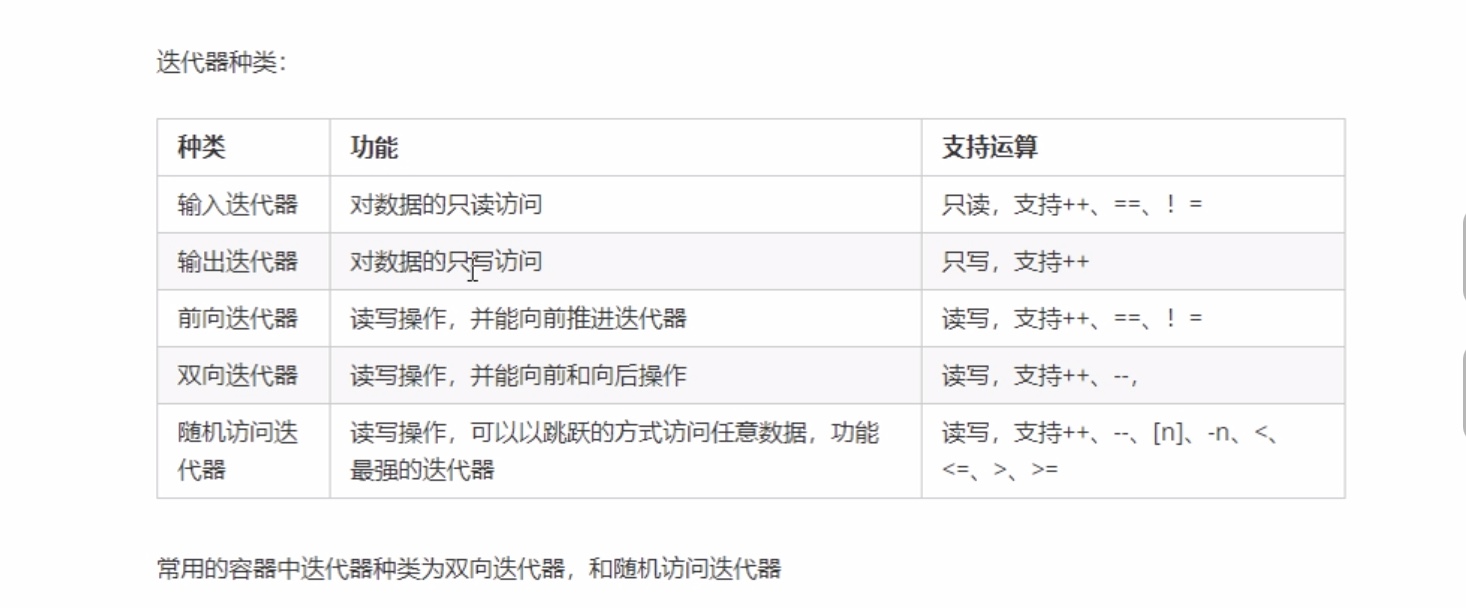 迭代器种类：
种类 功能 支持运算
输入迭代器 对数据的只读访问 只读，支持++、==、！=
输出迭代器 对数据的只写访问 只写，支持++
前向迭代器 读写操作，并能向前推进迭代器 读写，支持++、==、！=
双向迭代器 读写操作，并能向前和向后操作 读写，支持++、--，
随机访问迭 读写操作，可以以跳跃的方式访问任意数据，功能 读写，支持++、--、[n]、-n、<、
代器 最强的迭代器 <=、>、>=
常用的容器中迭代器种类为双向迭代器，和随机访问迭代器